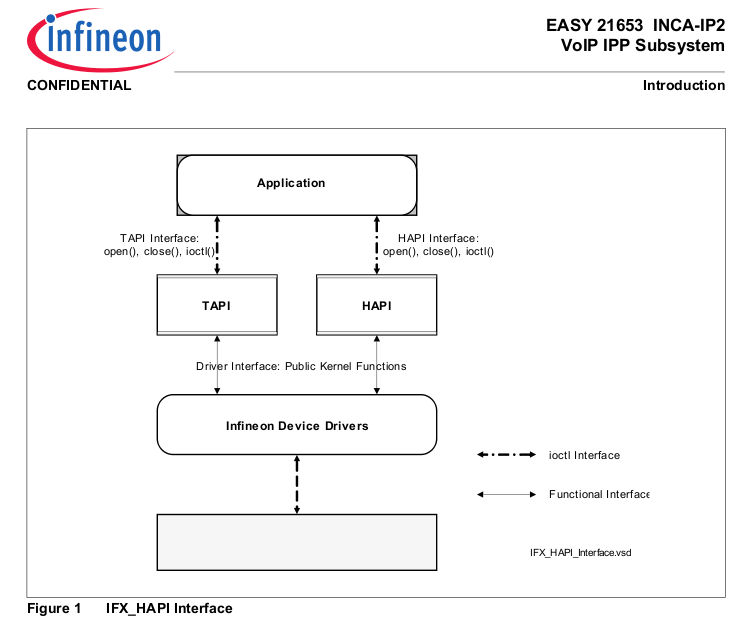 infineon
EASY 21653 INCA-IP2
VoIP IPP Subsystem
CONFIDENTIAL
Introduction
Application
TAPI Interface:
open(), close(), ioctl()
HAPI Interface:
open(), close(), ioctl()
TAPI
HAPI
Driver Interface: Public Kernel Functions
Infineon Device Drivers
ioctl Interface
Functional Interface
IFX_HAPI_Interface.vsd
Figure 1 IFX_HAPI Interface